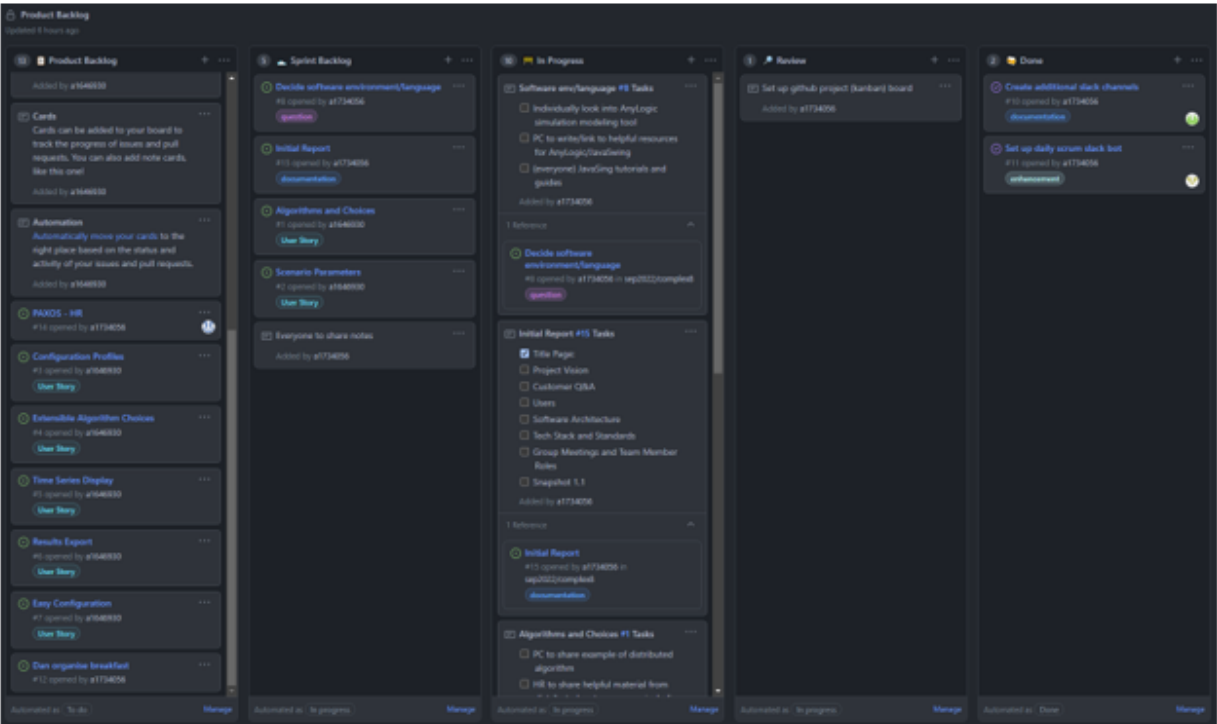 Product Backlog
Updated 8 hours ago
Product Backlog
Added by a1646930
Cards
Cards can be added to your board to
track the progress of issues and pull
requests. You can also add note cards,
like this one!
Added by a1646930
Automation
Automatically move your cards to the
right place based on the status and
activity of your issues and pull requests.
Added by a1646930
PAXOS - HR
#14 opened by a1734056
Configuration Profiles
#3 opened by a1646930
User Story
Extensible Algorithm Choices
#4 opened by a1646930
User Story
Time Series Display
#5 opened by a1646930
User Story
Results Export
#6 opened by a1646930
User Story
Easy Configuration
#7 opened by a1646930
User Story
Dan organise breakfast
#12 opened by a1734056
Automated as To do Manage
5 Sprint Backlog
Decide software environment/language
#8 opened by a1734056
question
Initial Report
#15 opened by a1734056
documentation
Algorithms and Choices
#1 opened by a1646930
User Story
Scenario Parameters
#2 opened by a1646930
User Story
Everyone to share notes
Added by a1734056
Automated as In progress Manage
10 In Progress
Software env/language #8 Tasks
Individually look into AnyLogic
simulation modeling tool
PC to write/link to helpful resources
for AnyLogic/JavaSwing
(everyone) JavaSing tutorials and
guides
Added by a1734056
1 Reference
Decide software
environment/language
#8 opened by a1734056 in sep2022/complex8
question
Initial Report #15 Tasks
Title Page:
Project Vision
Customer Q&A
Users
Software Architecture
Tech Stack and Standards
Group Meetings and Team Member
Roles
Snapshot 1.1
Added by a1734056
1 Reference
Initial Report
#15 opened by a1734056 in
sep2022/complex8
documentation
Algorithms and Choices #1 Tasks
PC to share example of distributed
algorithm
HR to share helpful material from
Automated as In progress Manage
1 Review
Set up github project (kanban) board
Added by a1734056
Automated as In progress Manage
2 Done
Create additional slack channels
#10 opened by a1734056
documentation
Set up daily scrum slack bot
#11 opened by a1734056
enhancement
Automated as Done Manage